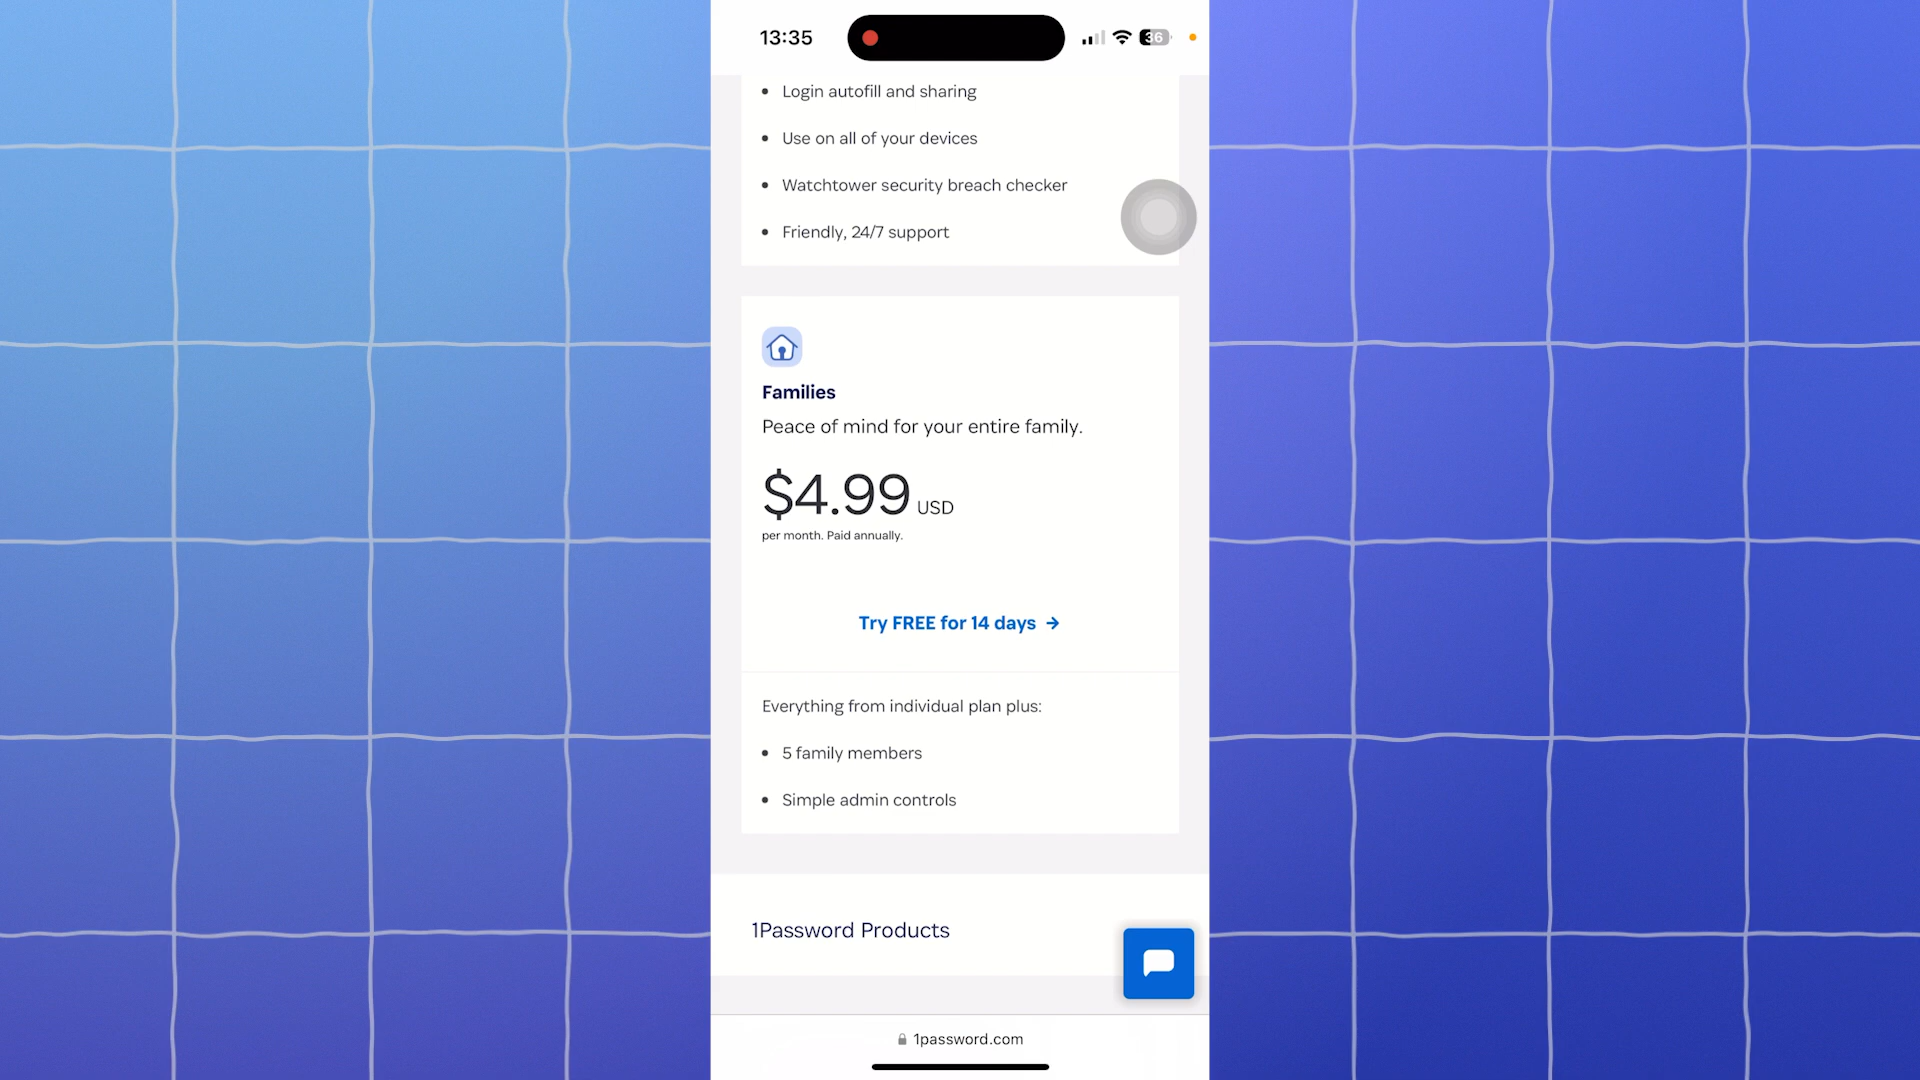 13:35
36
Login autofill and sharing
Use on all of your devices
Watchtower security breach checker
Friendly, 24/7 support
Families
Peace of mind for your entire family.
$4.99 USD
per month. Paid annually.
Try FREE for 14 days →
Everything from individual plan plus:
5 family members
Simple admin controls
1Password Products
1password.com